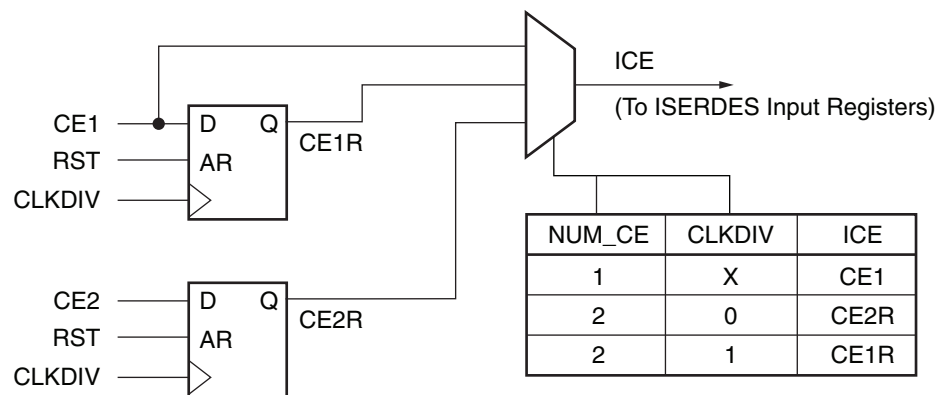 ICE
(To ISERDES Input Registers)
CE1
RST
CLKDIV
D
Q
AR
CE1R
CE2
RST
CLKDIV
D
Q
AR
CE2R
NUM_CE CLKDIV ICE
1 X CE1
2 0 CE2R
2 1 CE1R